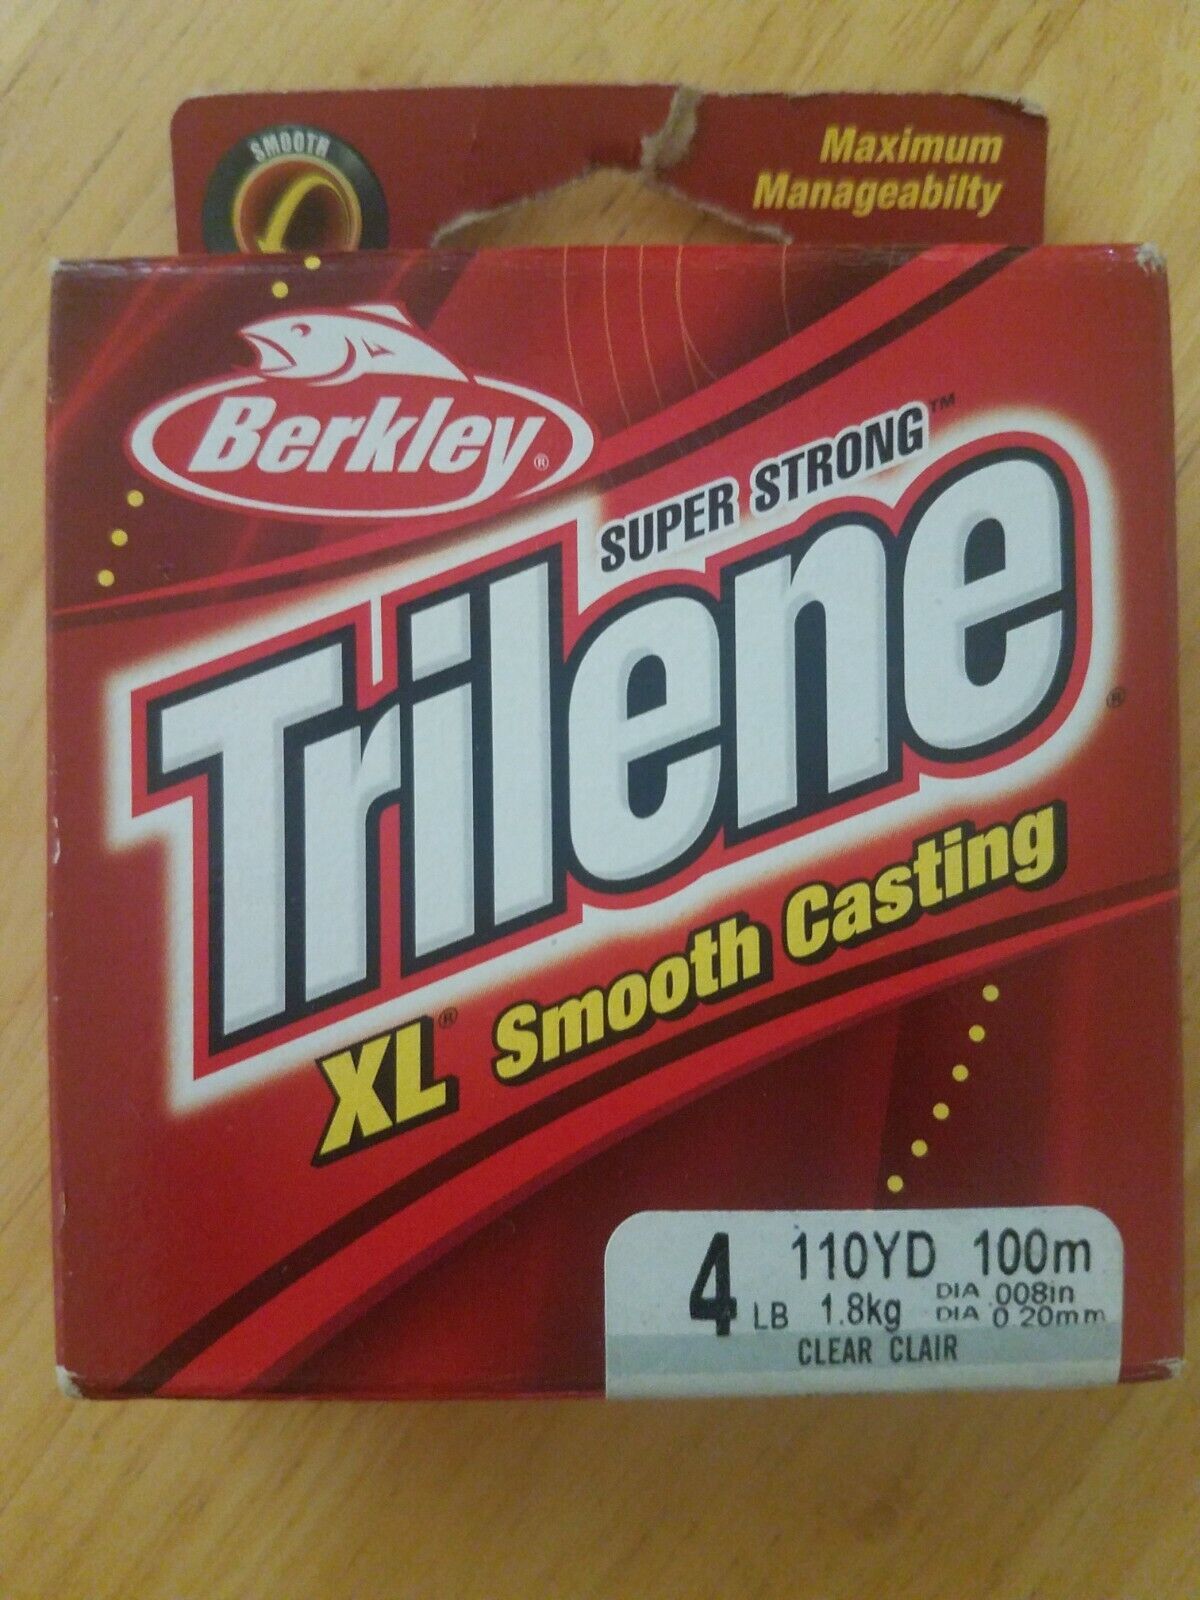 SMOOTH
Maximum
Manageabilty
Berkley®
SUPER STRONG™
Trilene®
XL® Smooth Casting
4 LB 110YD 100m
1.8kg DIA .008in
DIA 0.20mm
CLEAR CLAIR